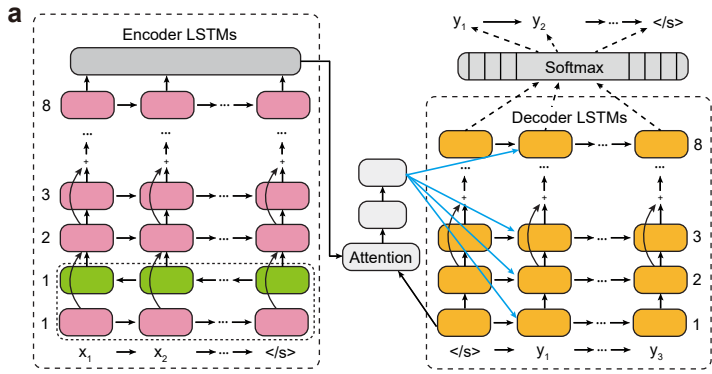 a
Encoder LSTMs
8 ...
... ... ...
+ + +
3 ...
2 ...
1 ...
1 ...
x1 x2 ... </s>
Attention
y1 y2 ... </s>
Softmax
Decoder LSTMs
... 8
... ... ...
+ + +
... 3
... 2
... 1
</s> y1 ... y3